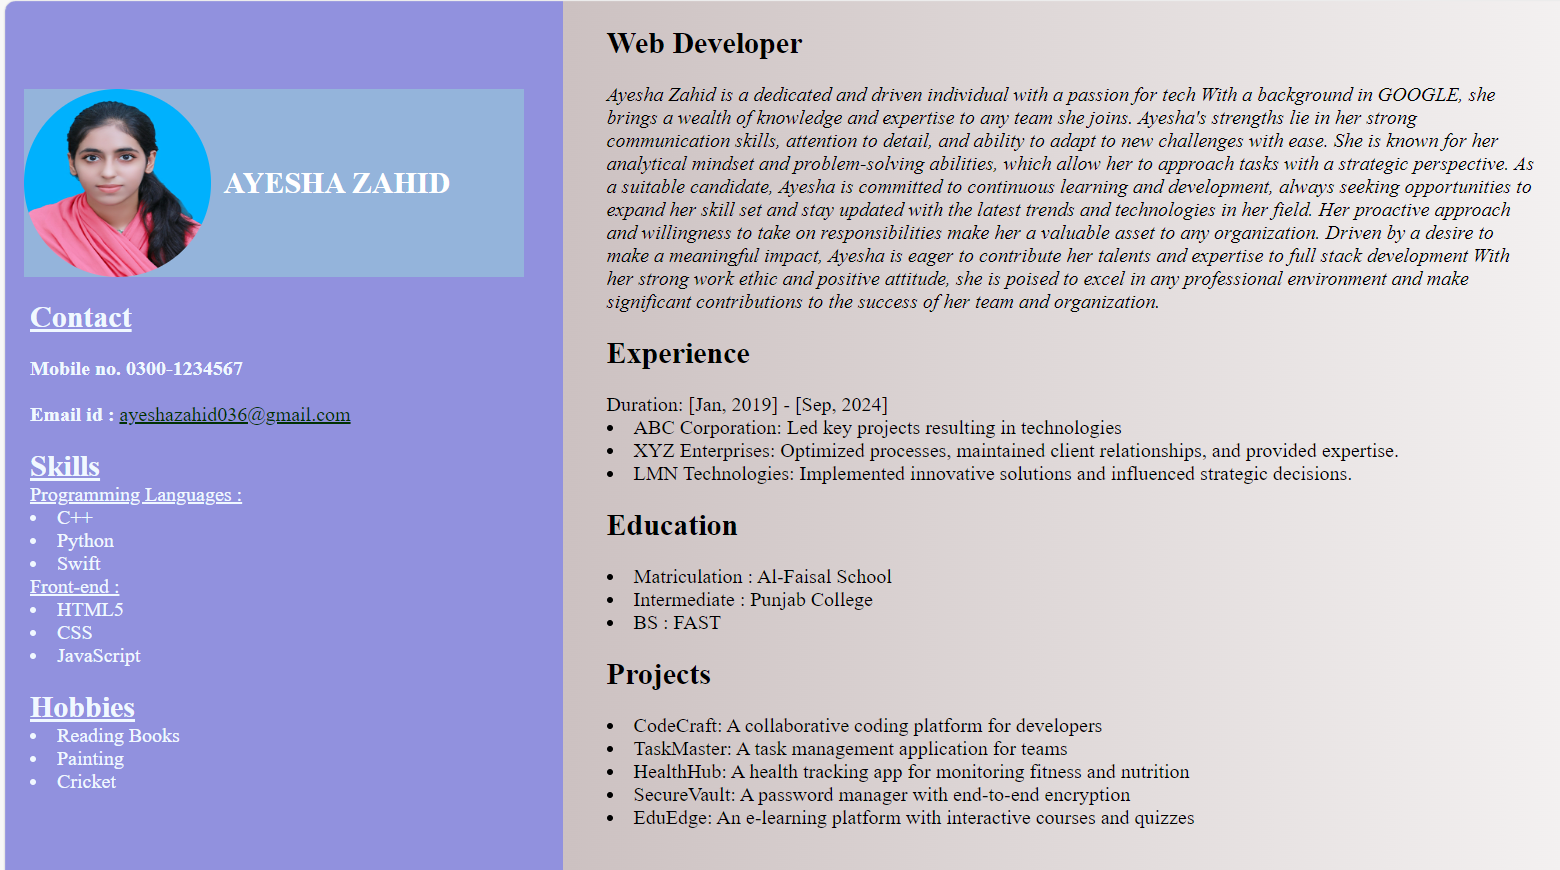 AYESHA ZAHID
Contact
Mobile no. 0300-1234567
Email id : ayeshazahid036@gmail.com
Skills
Programming Languages :
• C++
• Python
• Swift
Front-end :
• HTML5
• CSS
• JavaScript
Hobbies
• Reading Books
• Painting
• Cricket
Web Developer
Ayesha Zahid is a dedicated and driven individual with a passion for tech With a background in GOOGLE, she
brings a wealth of knowledge and expertise to any team she joins. Ayesha's strengths lie in her strong
communication skills, attention to detail, and ability to adapt to new challenges with ease. She is known for her
analytical mindset and problem-solving abilities, which allow her to approach tasks with a strategic perspective. As
a suitable candidate, Ayesha is committed to continuous learning and development, always seeking opportunities to
expand her skill set and stay updated with the latest trends and technologies in her field. Her proactive approach
and willingness to take on responsibilities make her a valuable asset to any organization. Driven by a desire to
make a meaningful impact, Ayesha is eager to contribute her talents and expertise to full stack development With
her strong work ethic and positive attitude, she is poised to excel in any professional environment and make
significant contributions to the success of her team and organization.
Experience
Duration: [Jan, 2019] - [Sep, 2024]
• ABC Corporation: Led key projects resulting in technologies
• XYZ Enterprises: Optimized processes, maintained client relationships, and provided expertise.
• LMN Technologies: Implemented innovative solutions and influenced strategic decisions.
Education
• Matriculation : Al-Faisal School
• Intermediate : Punjab College
• BS : FAST
Projects
• CodeCraft: A collaborative coding platform for developers
• TaskMaster: A task management application for teams
• HealthHub: A health tracking app for monitoring fitness and nutrition
• SecureVault: A password manager with end-to-end encryption
• EduEdge: An e-learning platform with interactive courses and quizzes